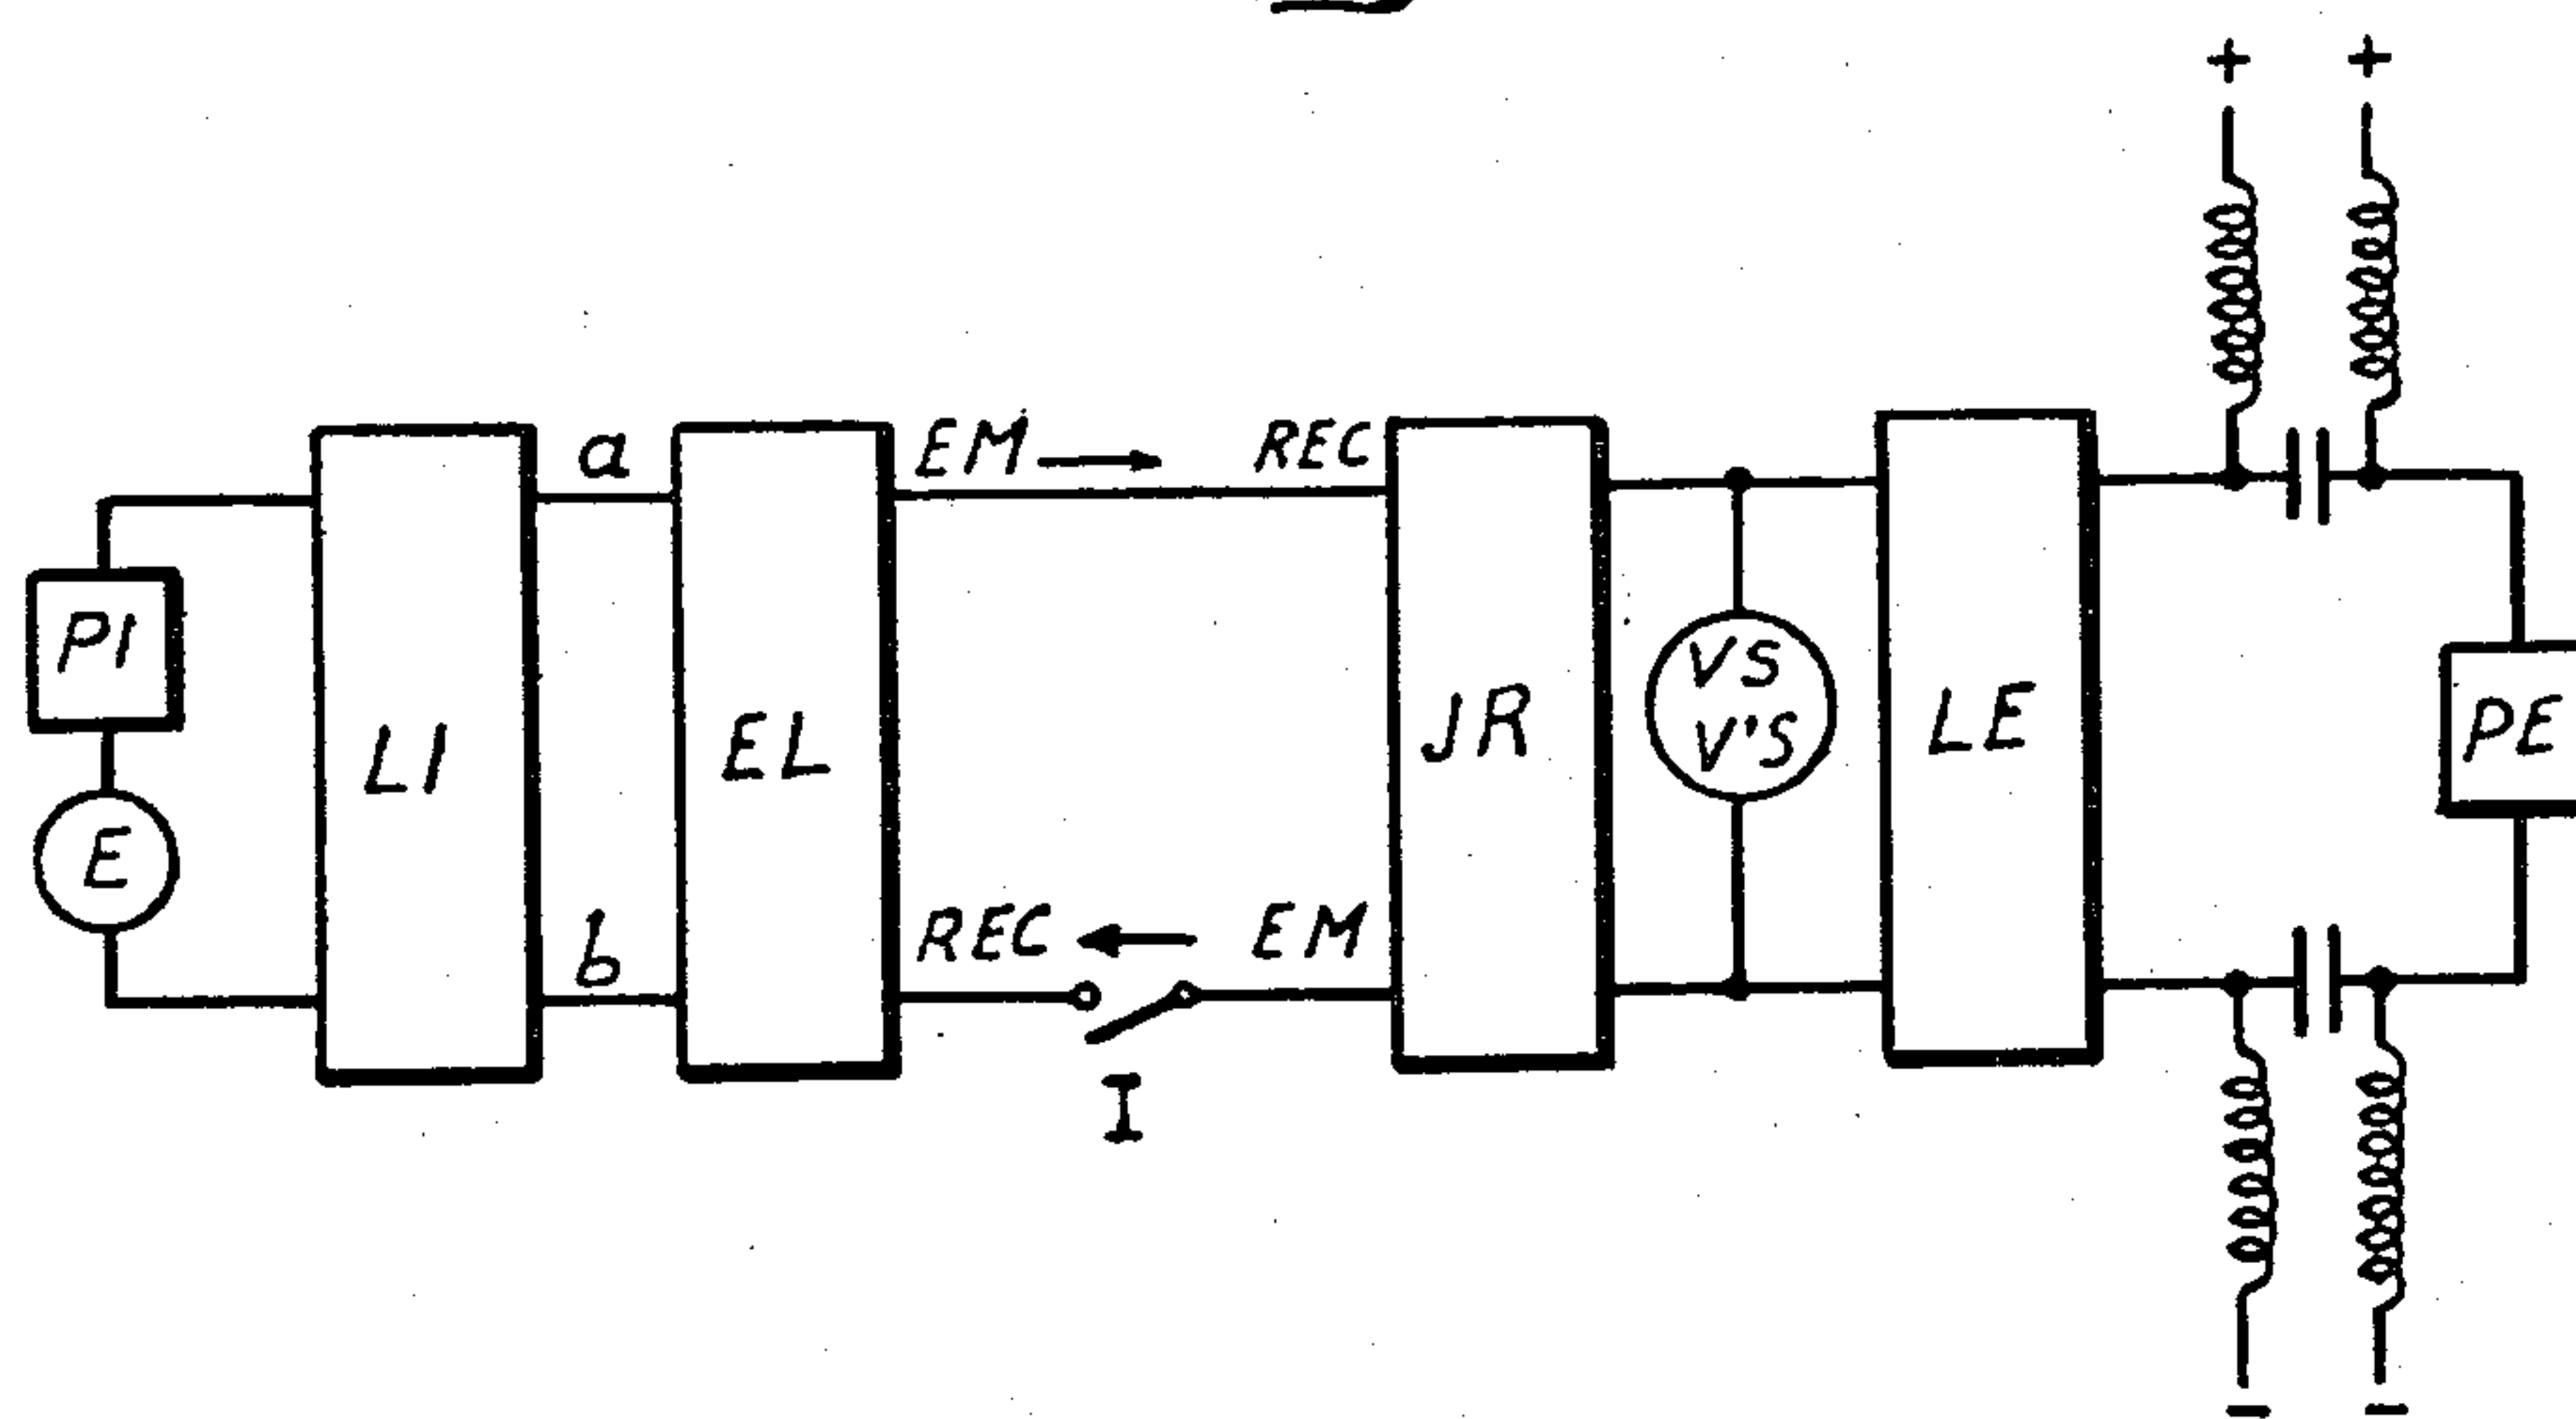 + +
a
EM → REC
PI
LI
EL
JR
VS
V'S
LE
PE
E
b
REC ← EM
I
− −